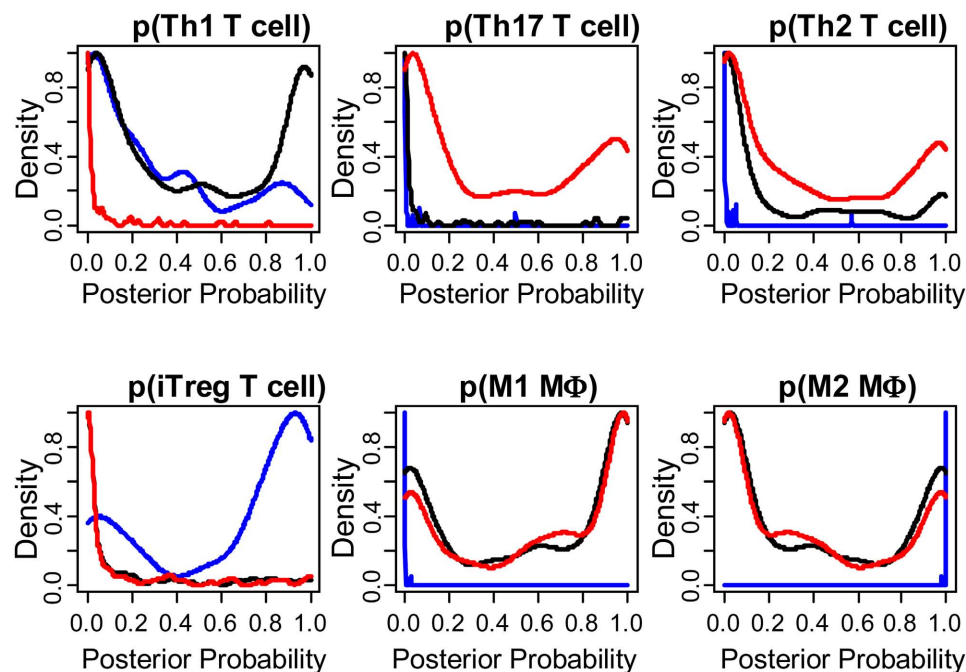 p(Th1 T cell)
Density
0.0 0.4 0.8
0.0 0.2 0.4 0.6 0.8 1.0
Posterior Probability
p(Th17 T cell)
Density
0.0 0.4 0.8
0.0 0.2 0.4 0.6 0.8 1.0
Posterior Probability
p(Th2 T cell)
Density
0.0 0.4 0.8
0.0 0.2 0.4 0.6 0.8 1.0
Posterior Probability
p(iTreg T cell)
Density
0.0 0.4 0.8
0.0 0.2 0.4 0.6 0.8 1.0
Posterior Probability
p(M1 MΦ)
Density
0.0 0.4 0.8
0.0 0.2 0.4 0.6 0.8 1.0
Posterior Probability
p(M2 MΦ)
Density
0.0 0.4 0.8
0.0 0.2 0.4 0.6 0.8 1.0
Posterior Probability